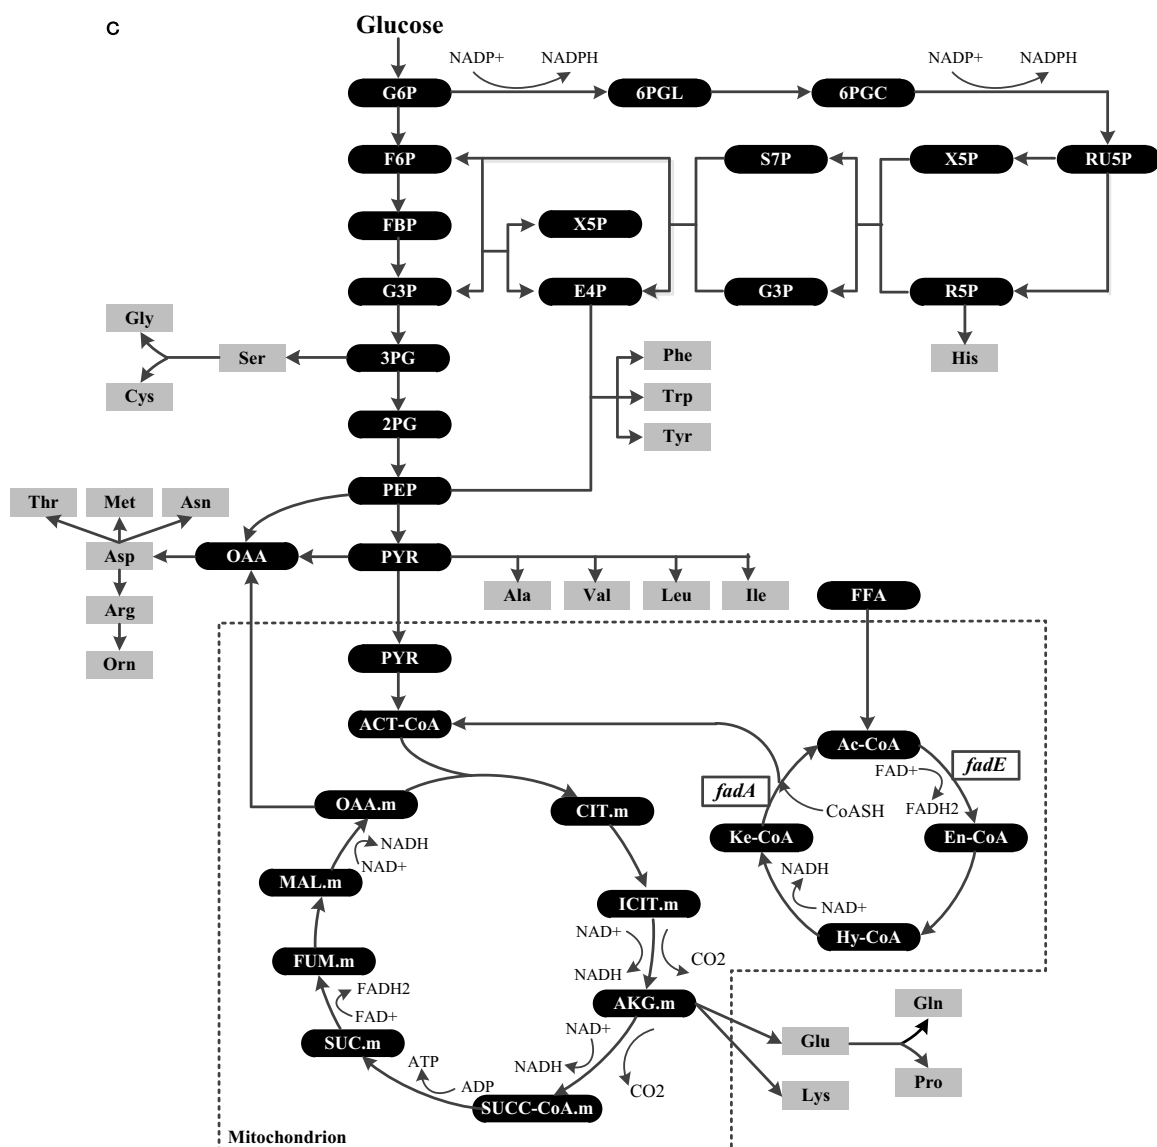 c
Glucose
NADP+ NADPH NADP+ NADPH
G6P 6PGL 6PGC
F6P S7P X5P RU5P
FBP X5P
G3P E4P G3P R5P
Gly
Ser 3PG Phe His
Cys Trp
2PG Tyr
PEP
Thr Met Asn
Asp OAA PYR
Arg Ala Val Leu Ile FFA
Orn PYR
ACT-CoA Ac-CoA
FAD+ fadE
fadA
OAA.m CIT.m CoASH FADH2
NADH Ke-CoA En-CoA
NAD+ NADH
MAL.m
ICIT.m NAD+
NAD+ Hy-CoA
FUM.m CO2
NADH
FADH2 AKG.m Gln
FAD+ NAD+
SUC.m Glu
ATP NADH Pro
ADP CO2 Lys
SUCC-CoA.m
Mitochondrion